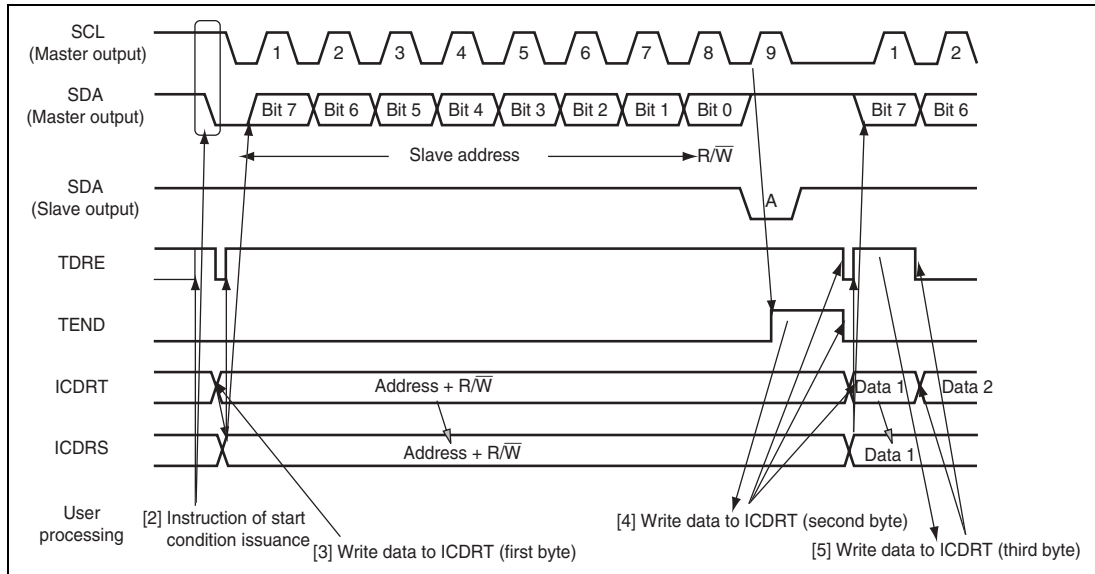 SCL
(Master output)
1 2 3 4 5 6 7 8 9 1 2
SDA
(Master output)
Bit 7 Bit 6 Bit 5 Bit 4 Bit 3 Bit 2 Bit 1 Bit 0 Bit 7 Bit 6
Slave address R/W̅
SDA
(Slave output)
A
TDRE
TEND
ICDRT
Address + R/W̅ Data 1 Data 2
ICDRS
Address + R/W̅ Data 1
User
processing
[2] Instruction of start
condition issuance
[3] Write data to ICDRT (first byte)
[4] Write data to ICDRT (second byte)
[5] Write data to ICDRT (third byte)